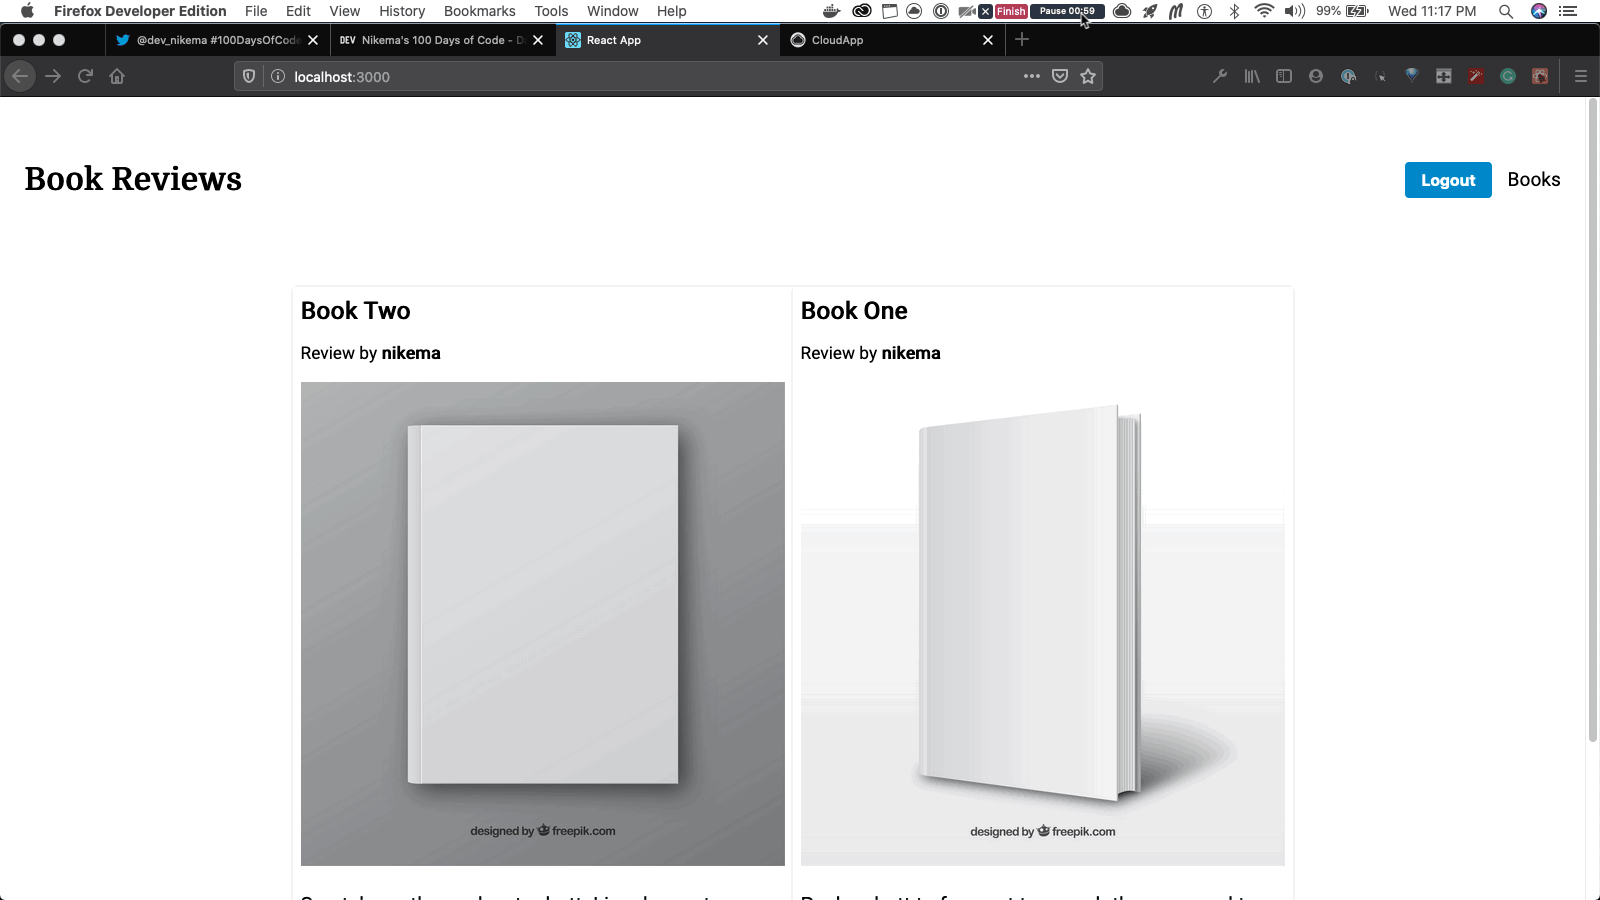 Firefox Developer Edition File Edit View History Bookmarks Tools Window Help Finish Pause 00:59 99% Wed 11:17 PM
@dev_nikema #100DaysOfCode DEV Nikema's 100 Days of Code - D React App CloudApp
localhost:3000
Book Reviews
Logout Books
Book Two
Review by nikema
designed by freepik.com
Book One
Review by nikema
designed by freepik.com